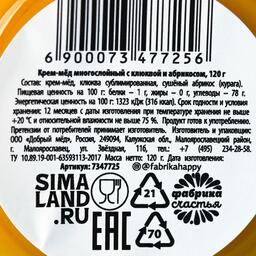 6900073477256
Крем-мёд многослойный с клюквой и абрикосом, 120 г
Состав: крем-мёд, клюква сублимированная, сушёный абрикос (курага).
Пищевая ценность на 100 г: белки – 1 г, жиры – 0 г, углеводы – 78 г.
Энергетическая ценность на 100 г: 1323 кДж (316 ккал). Срок годности и условия
хранения: 12 месяцев с даты изготовления при температуре хранения не выше
+20 °С и относительной влажности не выше 75 %. Продукт готов к употреблению.
Претензии от потребителей принимает изготовитель. Изготовитель и упаковщик:
ООО «Добрый мёд», Россия, 249096, Калужская обл., Малоярославецкий район,
г. Малоярославец, ул. Звёздная, 116, тел.: +7 (495) 234-28-58.
ТУ 10.89.19-001-63593113-2017 Масса нетто: 120 г. Дата изготовления:
Артикул: 7347725
@fabrikahappy
SIMA
LAND
.RU
21
70
EAC
фабрика
счастья